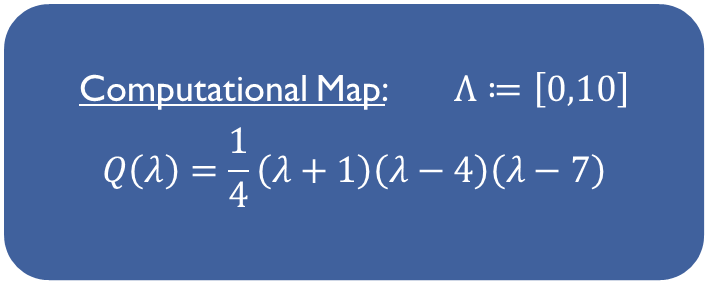 Computational Map: Λ ≔ [0,10]
𝑄(𝜆) = 1/4 (𝜆 + 1)(𝜆 − 4)(𝜆 − 7)